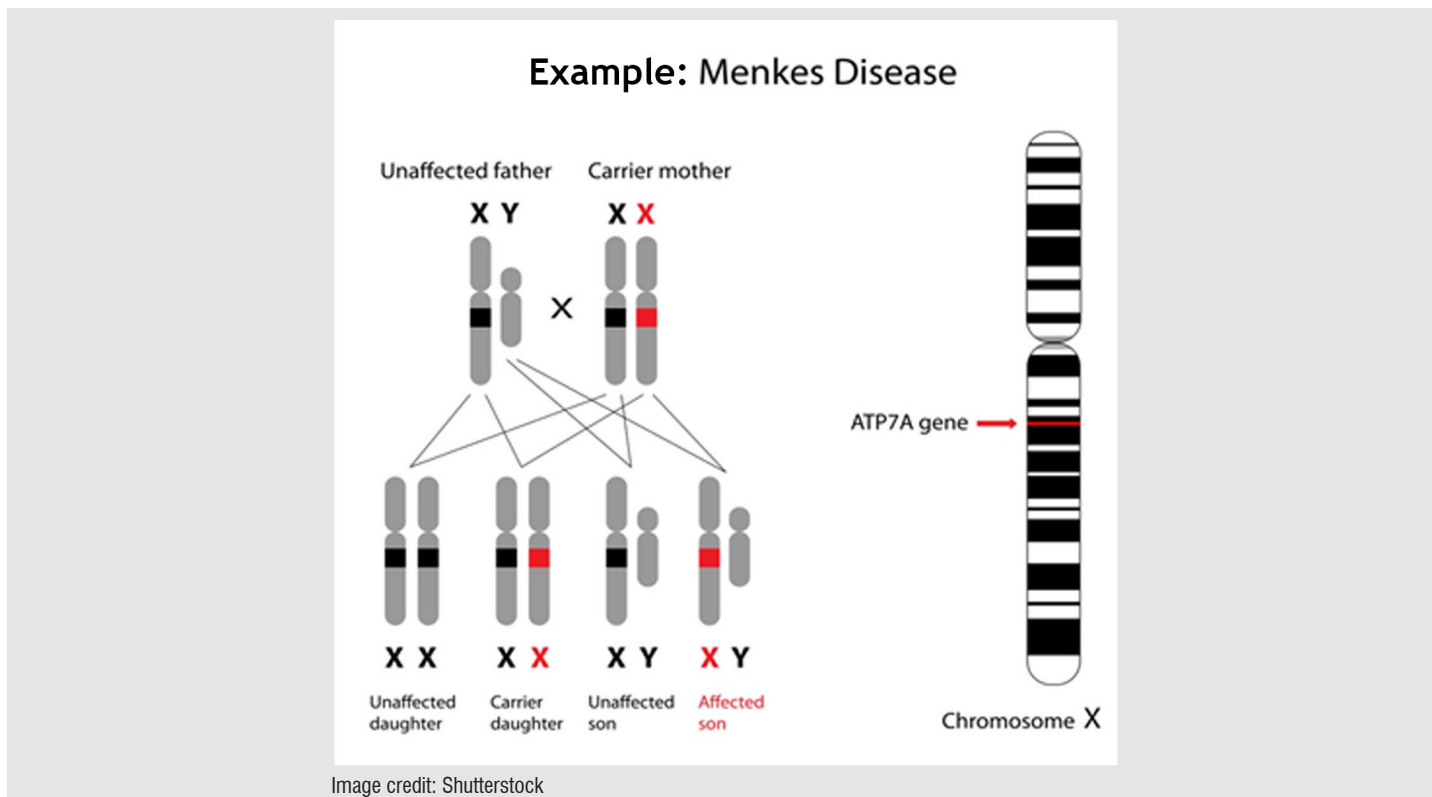 Example: Menkes Disease
Unaffected father
Carrier mother
X Y
X X
X
ATP7A gene
X X
X X
X Y
X Y
Unaffected
daughter
Carrier
daughter
Unaffected
son
Affected
son
Chromosome X
Image credit: Shutterstock